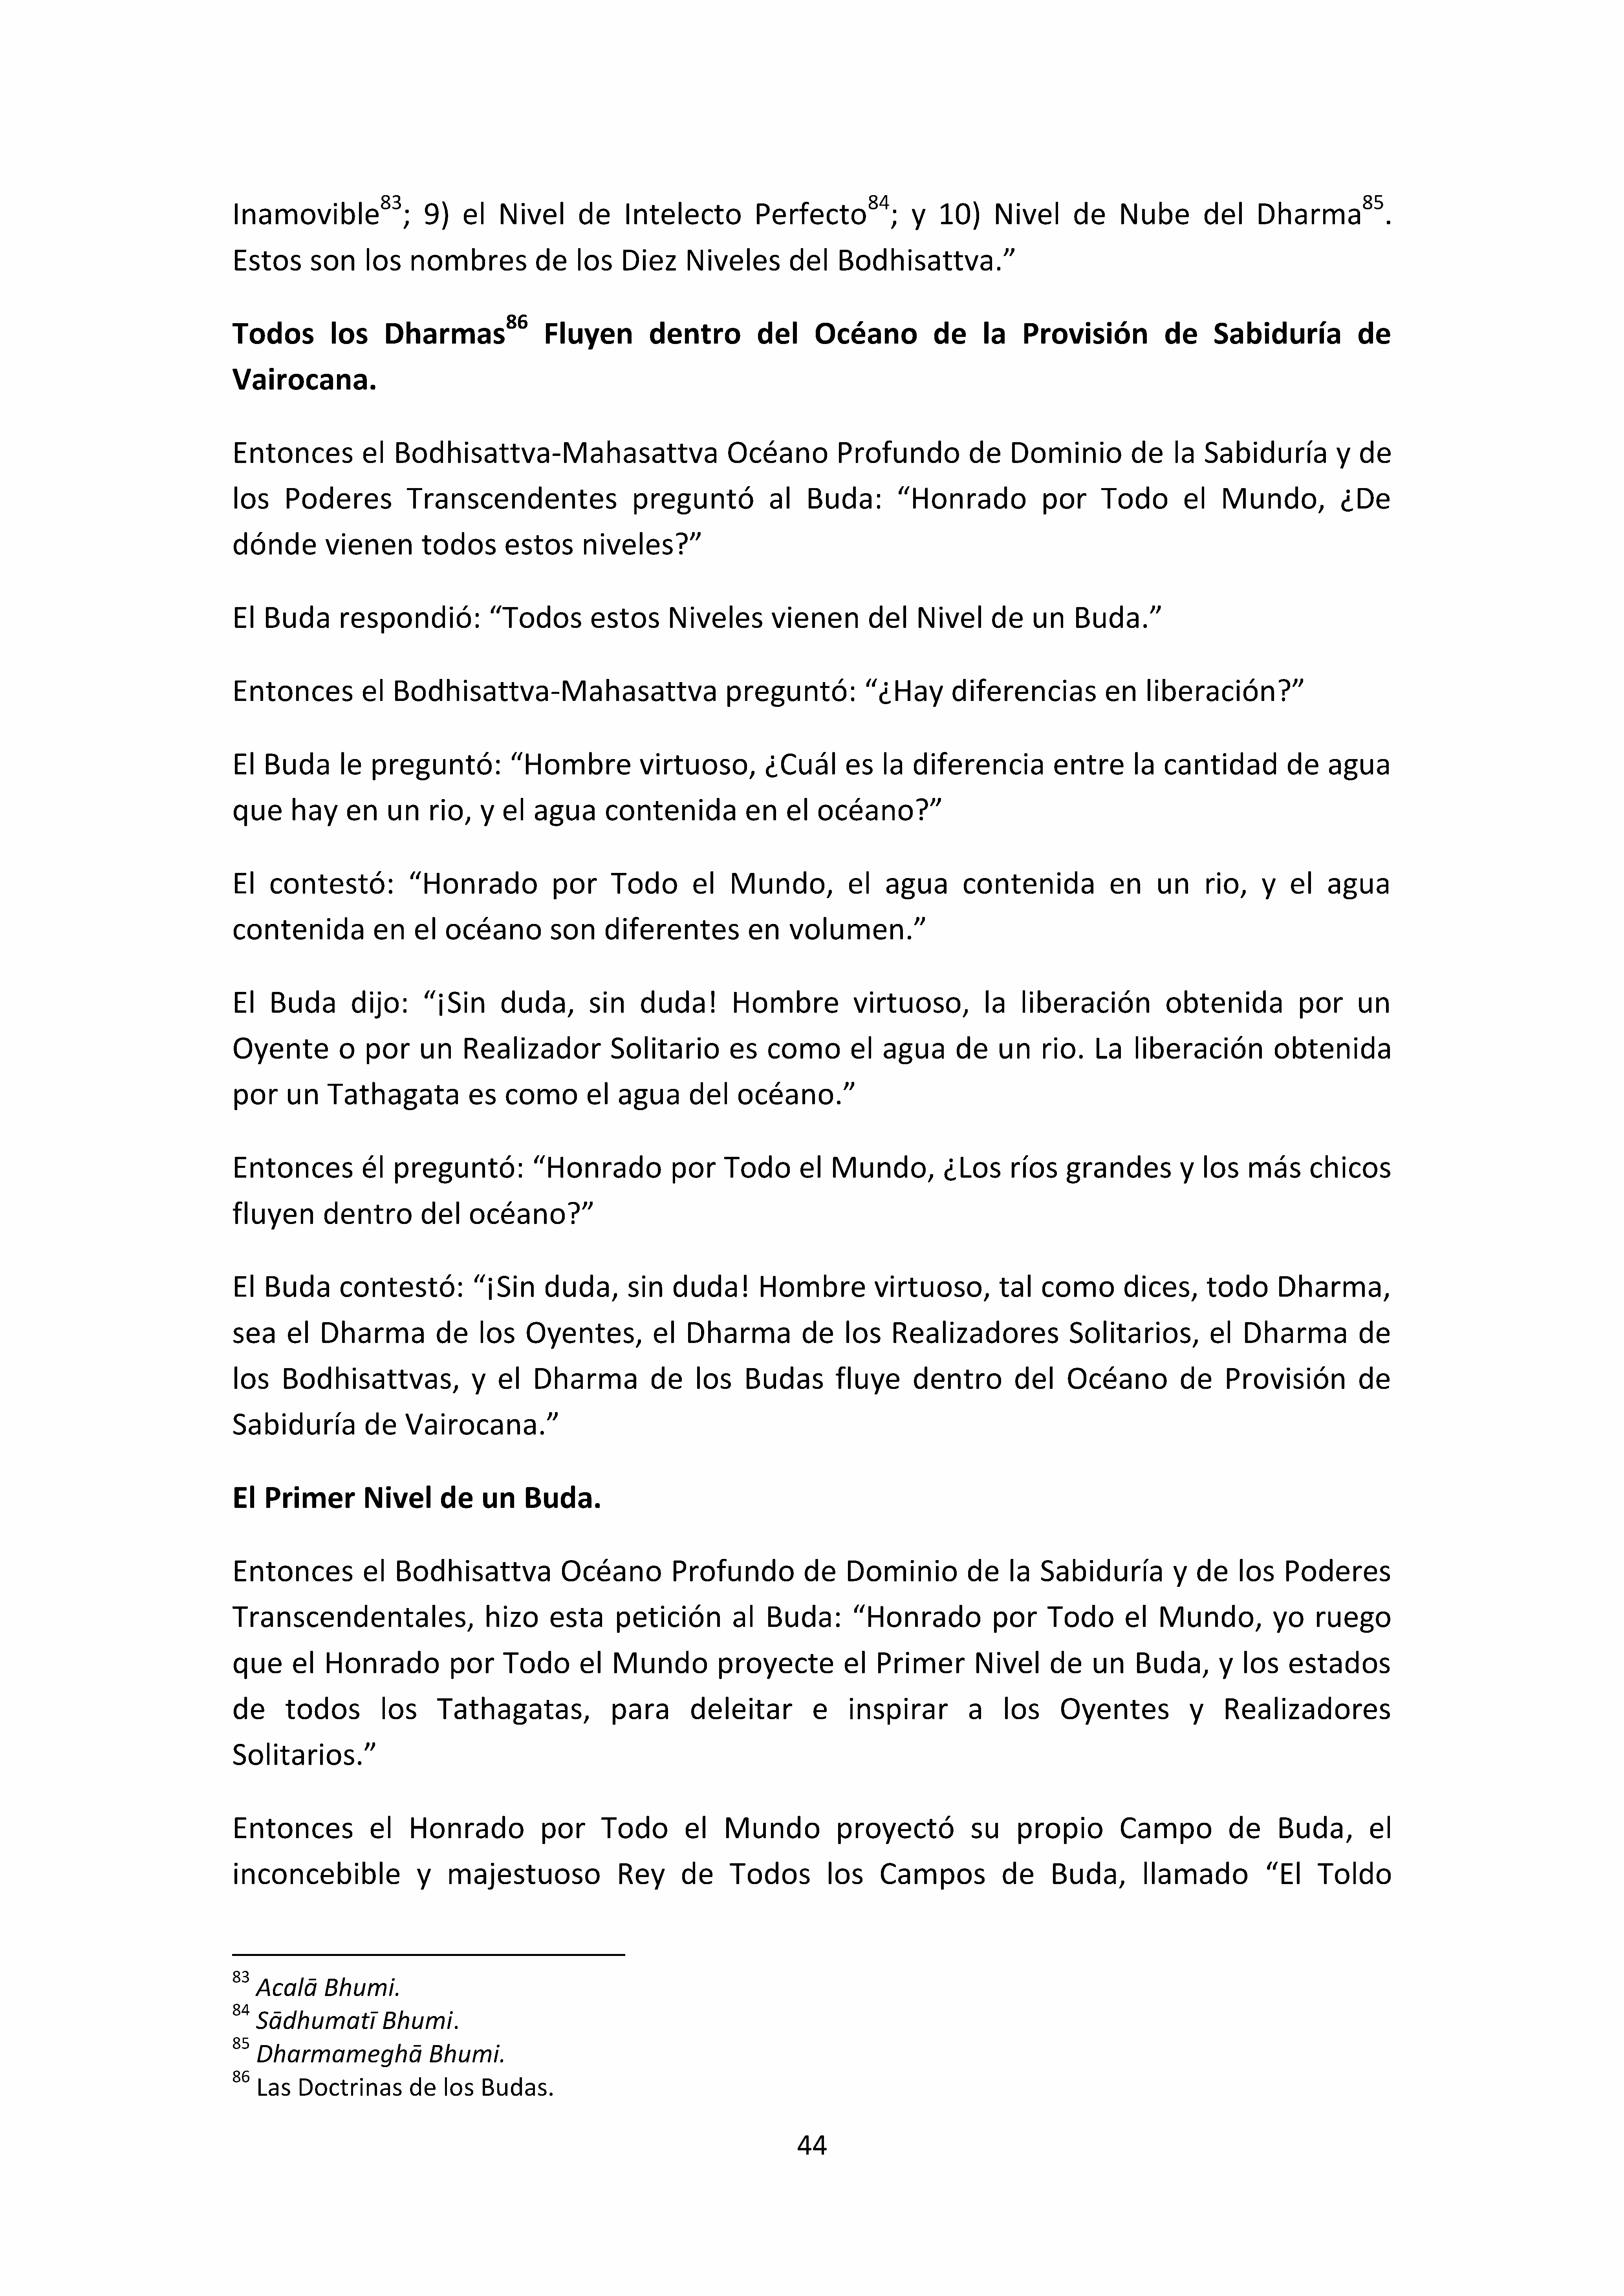 Inamovible83; 9) el Nivel de Intelecto Perfecto84; y 10) Nivel de Nube del Dharma85.
Estos son los nombres de los Diez Niveles del Bodhisattva.”
Todos los Dharmas86 Fluyen dentro del Océano de la Provisión de Sabiduría de
Vairocana.
Entonces el Bodhisattva-Mahasattva Océano Profundo de Dominio de la Sabiduría y de
los Poderes Transcendentes preguntó al Buda: “Honrado por Todo el Mundo, ¿De
dónde vienen todos estos niveles?”
El Buda respondió: “Todos estos Niveles vienen del Nivel de un Buda.”
Entonces el Bodhisattva-Mahasattva preguntó: “¿Hay diferencias en liberación?”
El Buda le preguntó: “Hombre virtuoso, ¿Cuál es la diferencia entre la cantidad de agua
que hay en un rio, y el agua contenida en el océano?”
El contestó: “Honrado por Todo el Mundo, el agua contenida en un rio, y el agua
contenida en el océano son diferentes en volumen.”
El Buda dijo: “¡Sin duda, sin duda! Hombre virtuoso, la liberación obtenida por un
Oyente o por un Realizador Solitario es como el agua de un rio. La liberación obtenida
por un Tathagata es como el agua del océano.”
Entonces él preguntó: “Honrado por Todo el Mundo, ¿Los ríos grandes y los más chicos
fluyen dentro del océano?”
El Buda contestó: “¡Sin duda, sin duda! Hombre virtuoso, tal como dices, todo Dharma,
sea el Dharma de los Oyentes, el Dharma de los Realizadores Solitarios, el Dharma de
los Bodhisattvas, y el Dharma de los Budas fluye dentro del Océano de Provisión de
Sabiduría de Vairocana.”
El Primer Nivel de un Buda.
Entonces el Bodhisattva Océano Profundo de Dominio de la Sabiduría y de los Poderes
Transcendentales, hizo esta petición al Buda: “Honrado por Todo el Mundo, yo ruego
que el Honrado por Todo el Mundo proyecte el Primer Nivel de un Buda, y los estados
de todos los Tathagatas, para deleitar e inspirar a los Oyentes y Realizadores
Solitarios.”
Entonces el Honrado por Todo el Mundo proyectó su propio Campo de Buda, el
inconcebible y majestuoso Rey de Todos los Campos de Buda, llamado “El Toldo
83 Acalā Bhumi.
84 Sādhumatī Bhumi.
85 Dharmameghā Bhumi.
86 Las Doctrinas de los Budas.
44